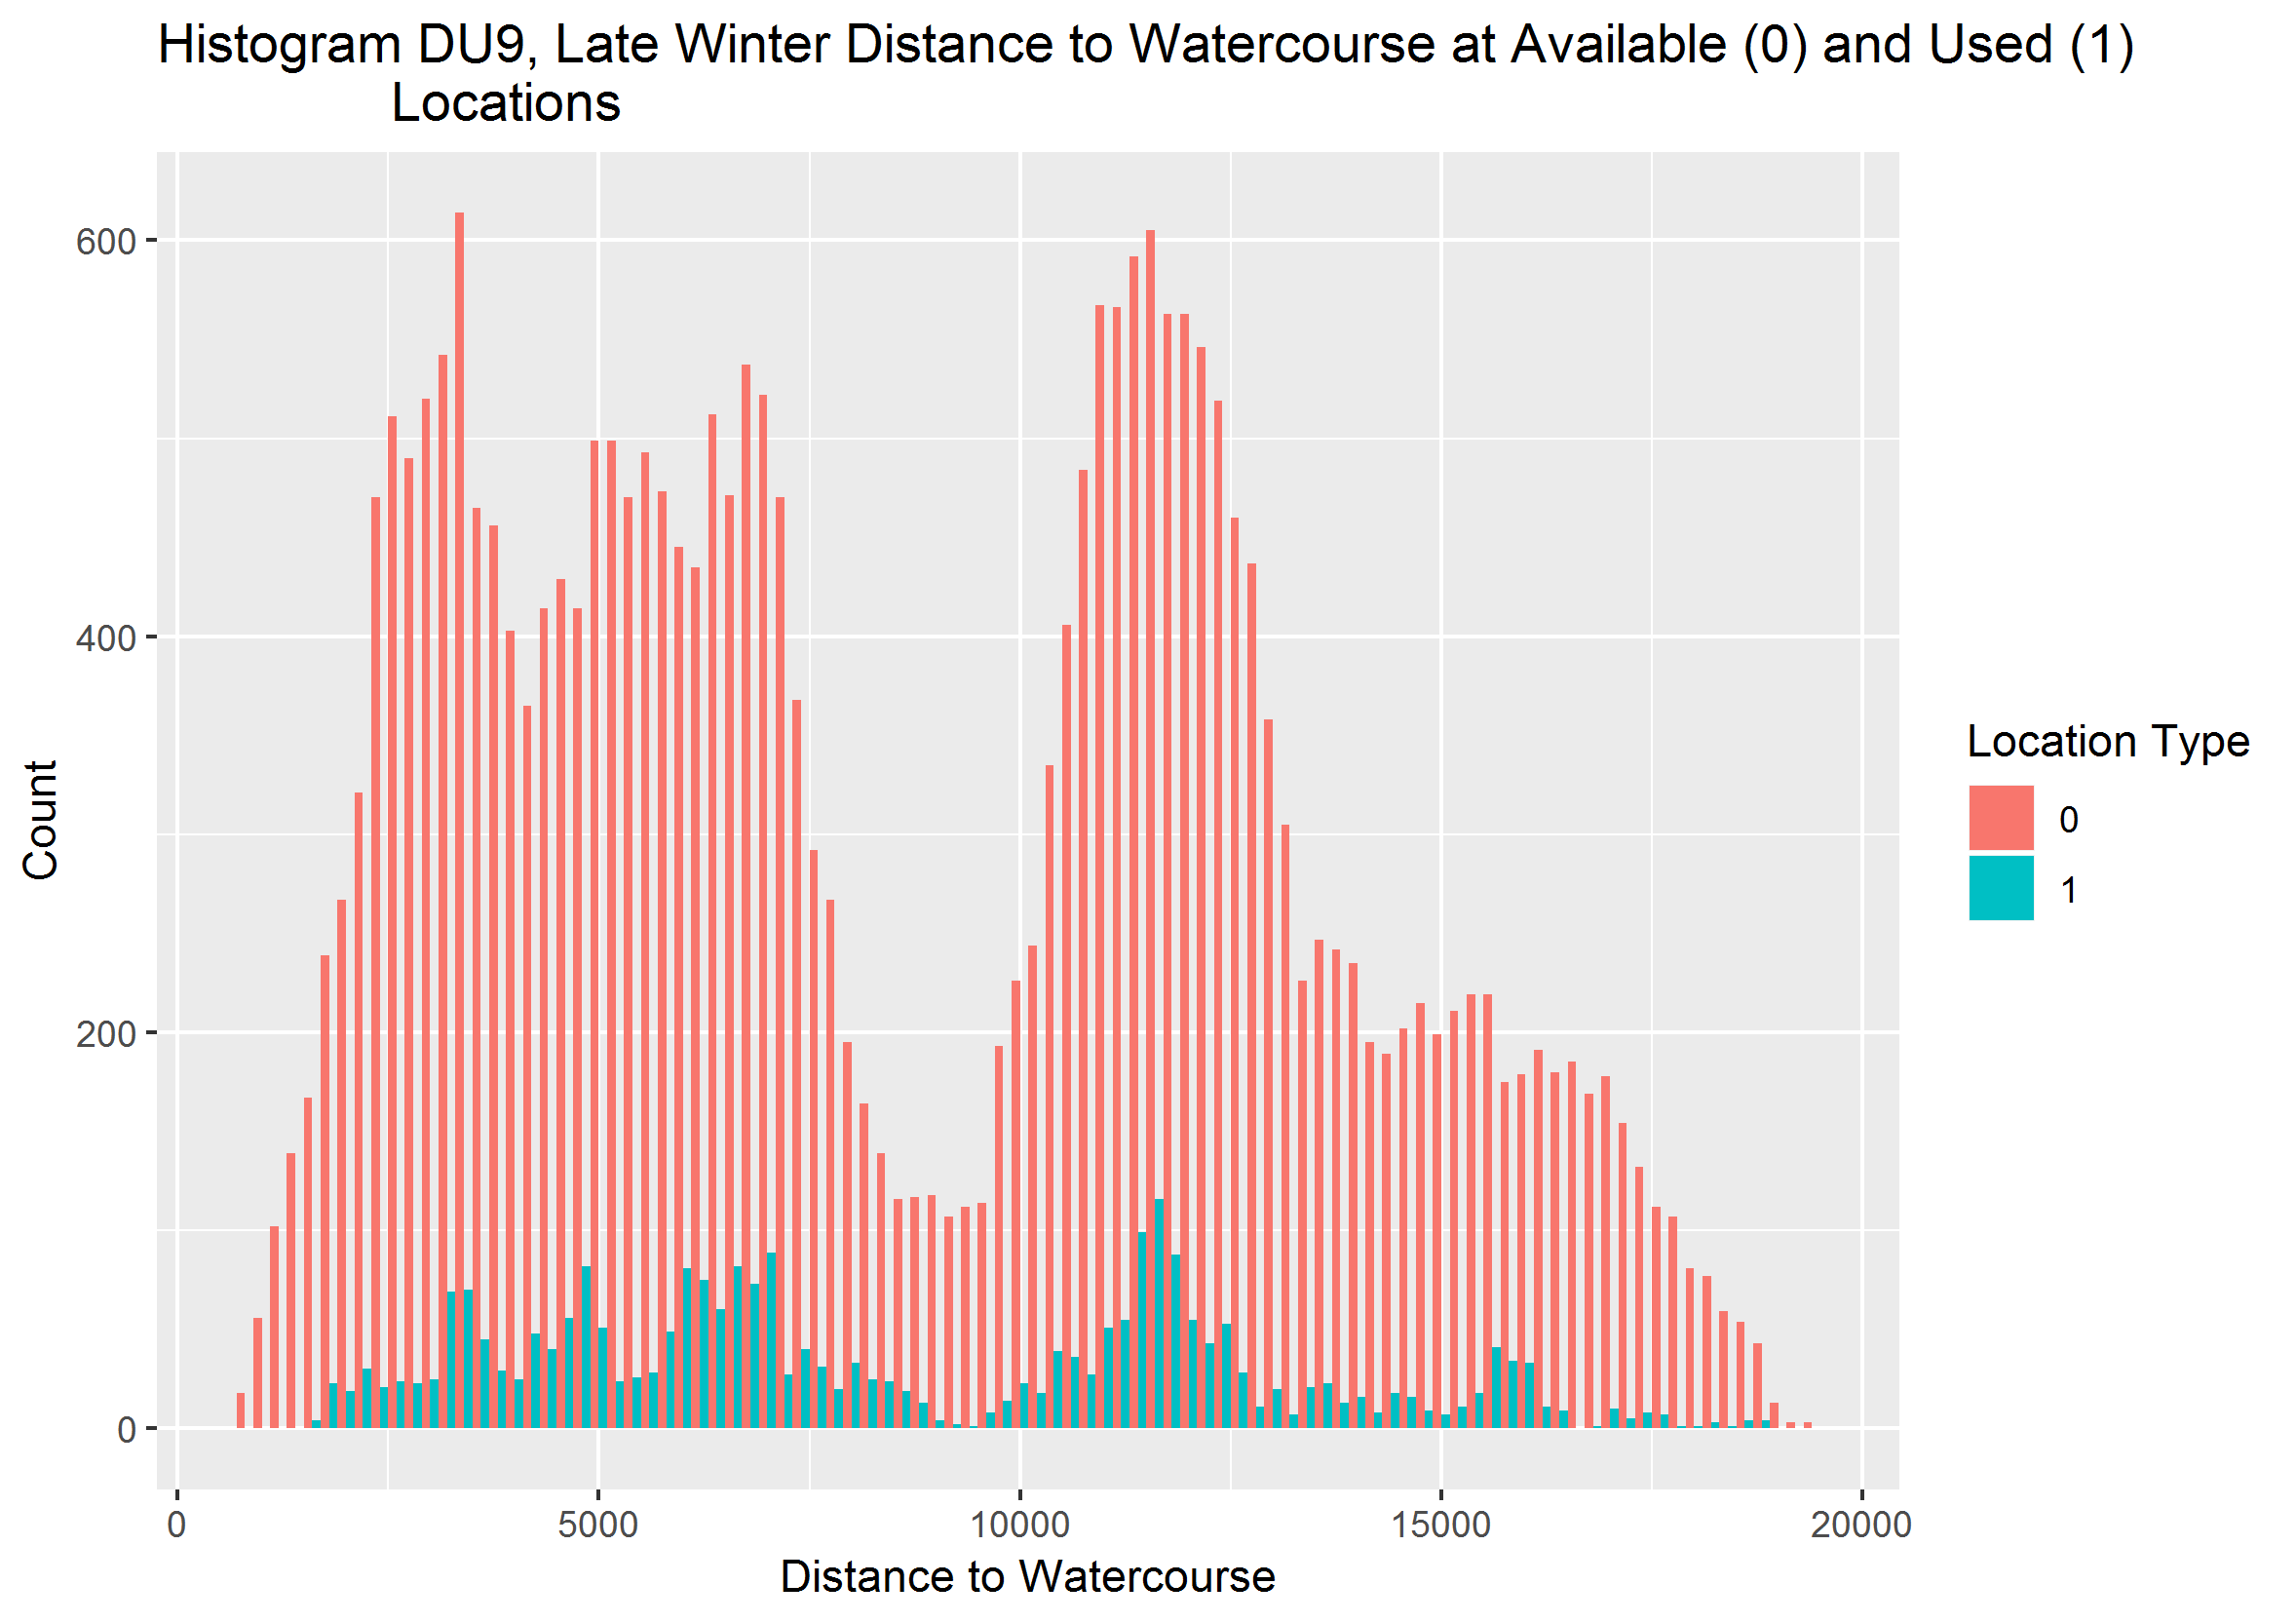 Histogram DU9, Late Winter Distance to Watercourse at Available (0) and Used (1)
Locations
600
400
200
0
Count
0 5000 10000 15000 20000
Distance to Watercourse
Location Type
0
1